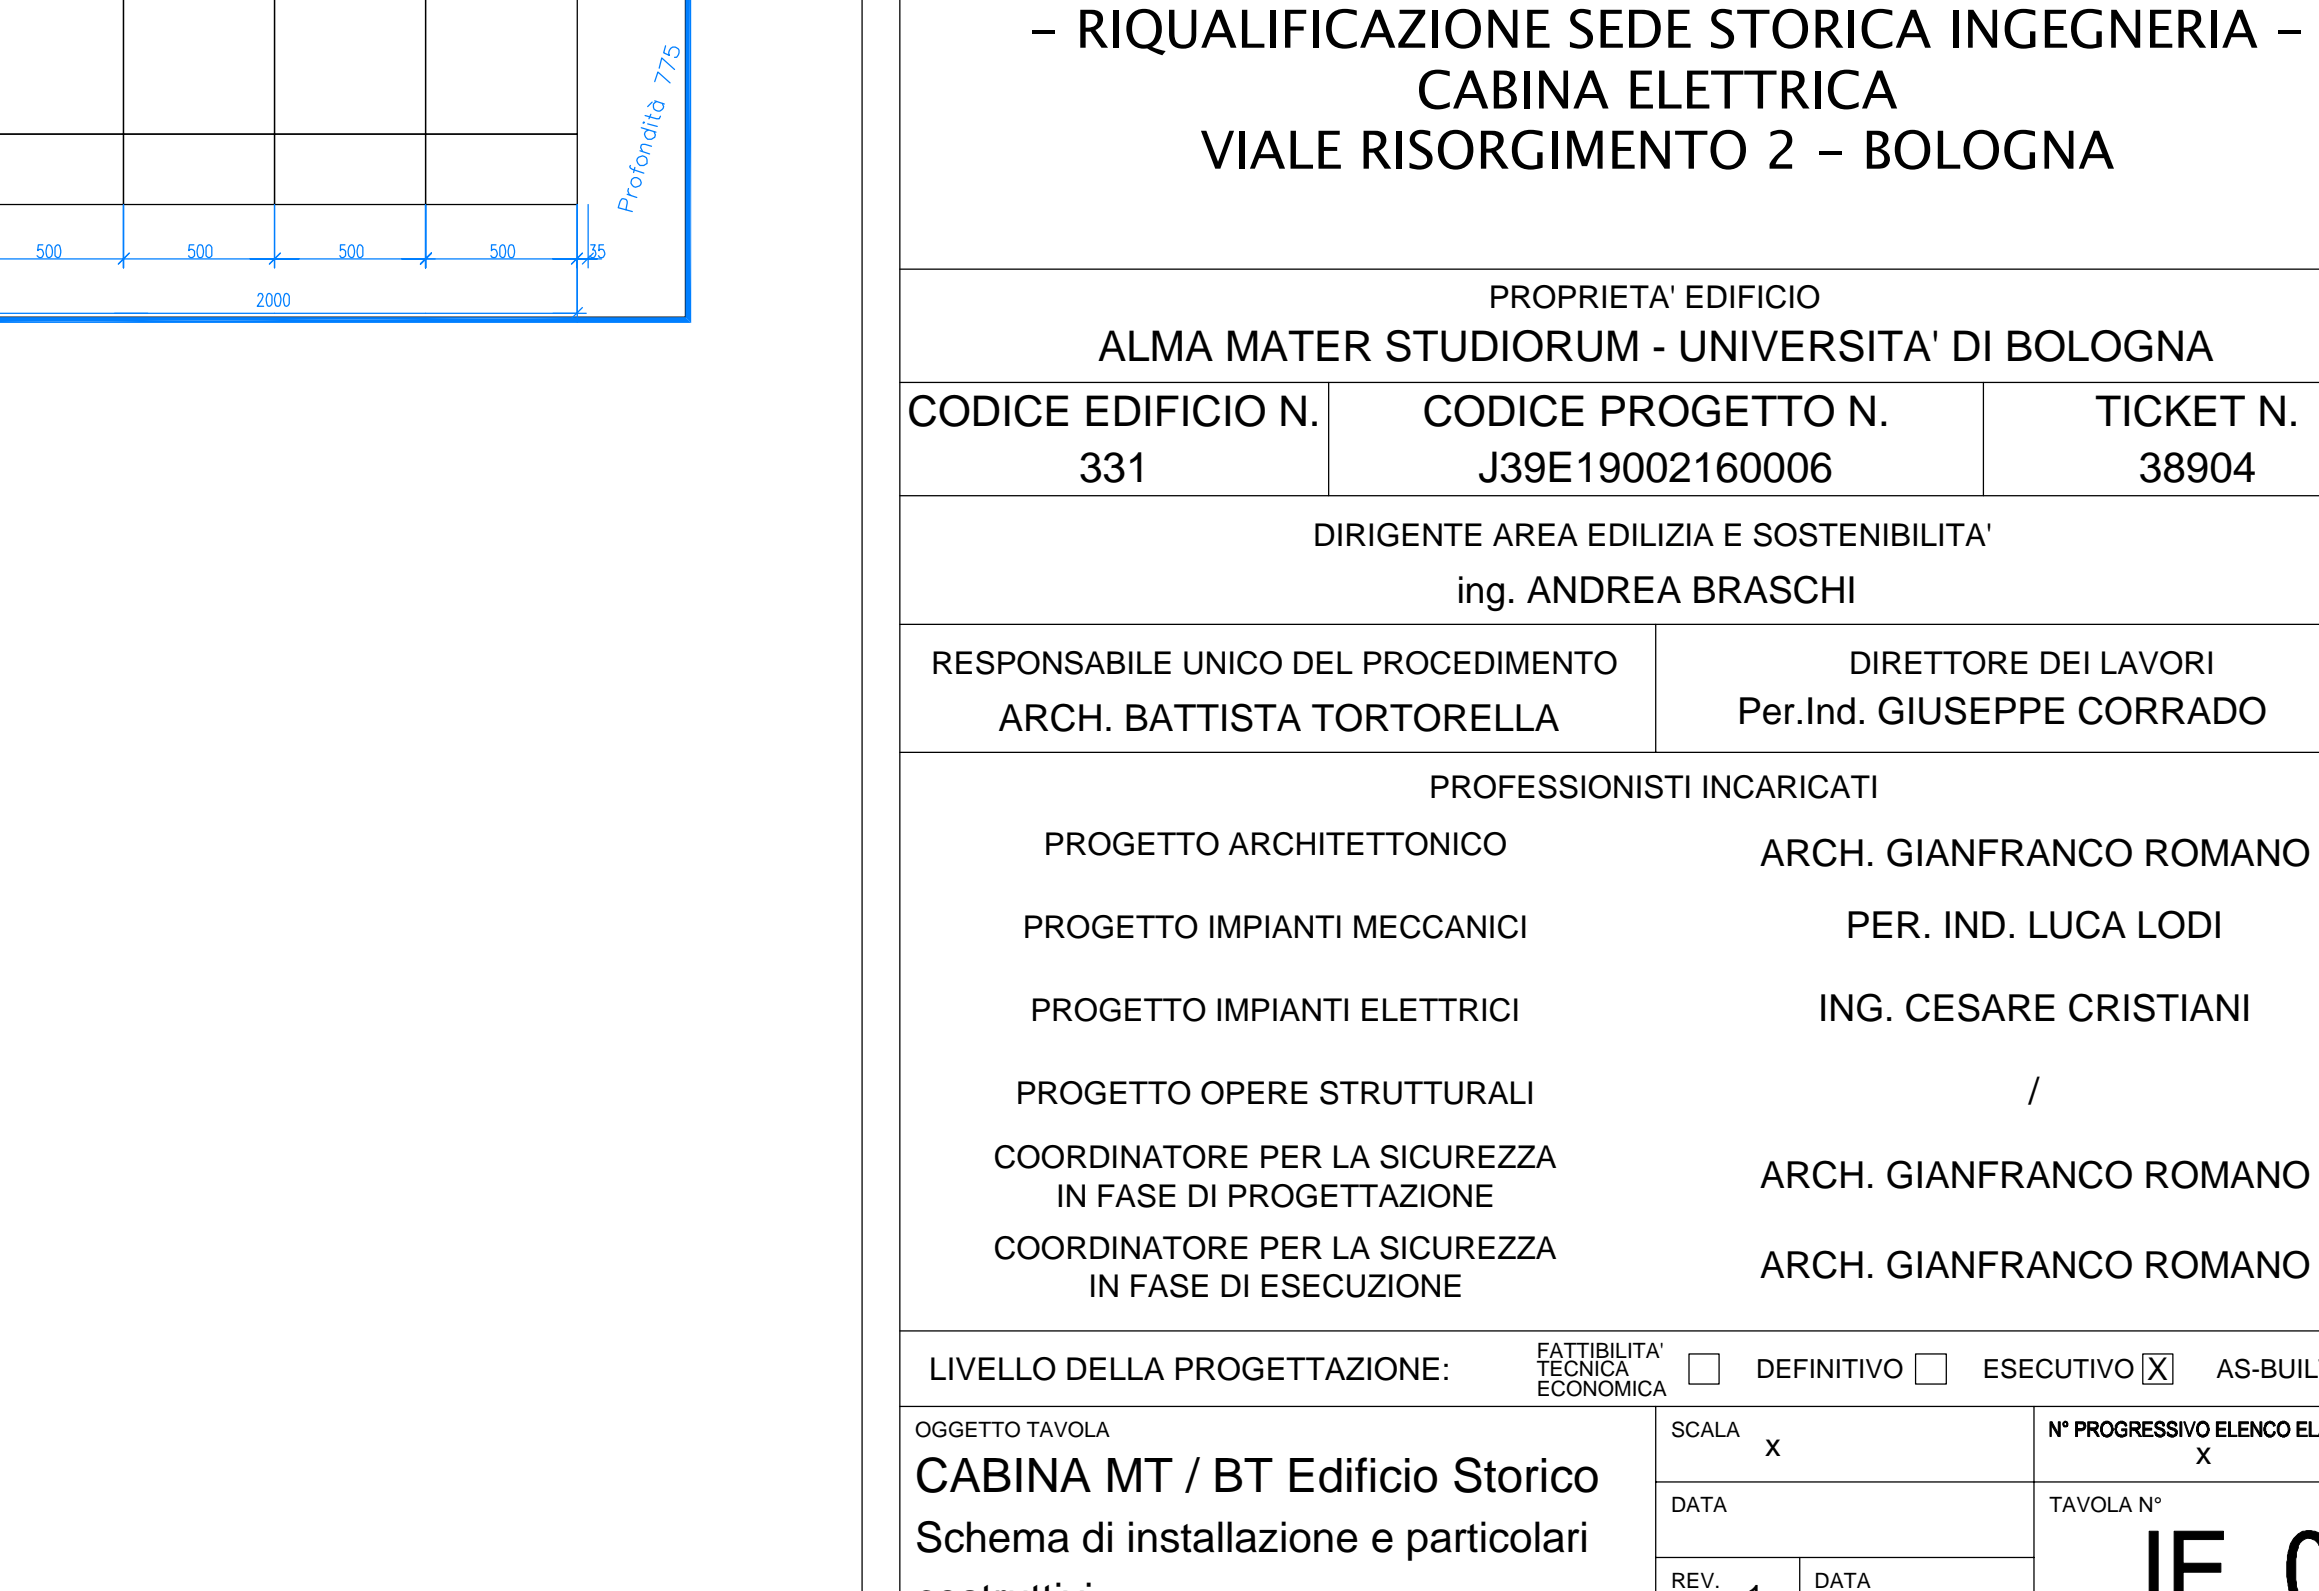 Profondità 775
500 500 500 500 35
2000
– RIQUALIFICAZIONE SEDE STORICA INGEGNERIA –
CABINA ELETTRICA
VIALE RISORGIMENTO 2 – BOLOGNA
PROPRIETA' EDIFICIO
ALMA MATER STUDIORUM - UNIVERSITA' DI BOLOGNA
CODICE EDIFICIO N. CODICE PROGETTO N. TICKET N.
331 J39E19002160006 38904
DIRIGENTE AREA EDILIZIA E SOSTENIBILITA'
ing. ANDREA BRASCHI
RESPONSABILE UNICO DEL PROCEDIMENTO DIRETTORE DEI LAVORI
ARCH. BATTISTA TORTORELLA Per.Ind. GIUSEPPE CORRADO
PROFESSIONISTI INCARICATI
PROGETTO ARCHITETTONICO ARCH. GIANFRANCO ROMANO
PROGETTO IMPIANTI MECCANICI PER. IND. LUCA LODI
PROGETTO IMPIANTI ELETTRICI ING. CESARE CRISTIANI
PROGETTO OPERE STRUTTURALI /
COORDINATORE PER LA SICUREZZA
IN FASE DI PROGETTAZIONE ARCH. GIANFRANCO ROMANO
COORDINATORE PER LA SICUREZZA
IN FASE DI ESECUZIONE ARCH. GIANFRANCO ROMANO
LIVELLO DELLA PROGETTAZIONE: FATTIBILITA' TECNICA ECONOMICA DEFINITIVO ESECUTIVO X AS-BUIL
OGGETTO TAVOLA
CABINA MT / BT Edificio Storico
Schema di installazione e particolari
SCALA x
N° PROGRESSIVO ELENCO EL
x
DATA
TAVOLA N°
REV. 1 DATA